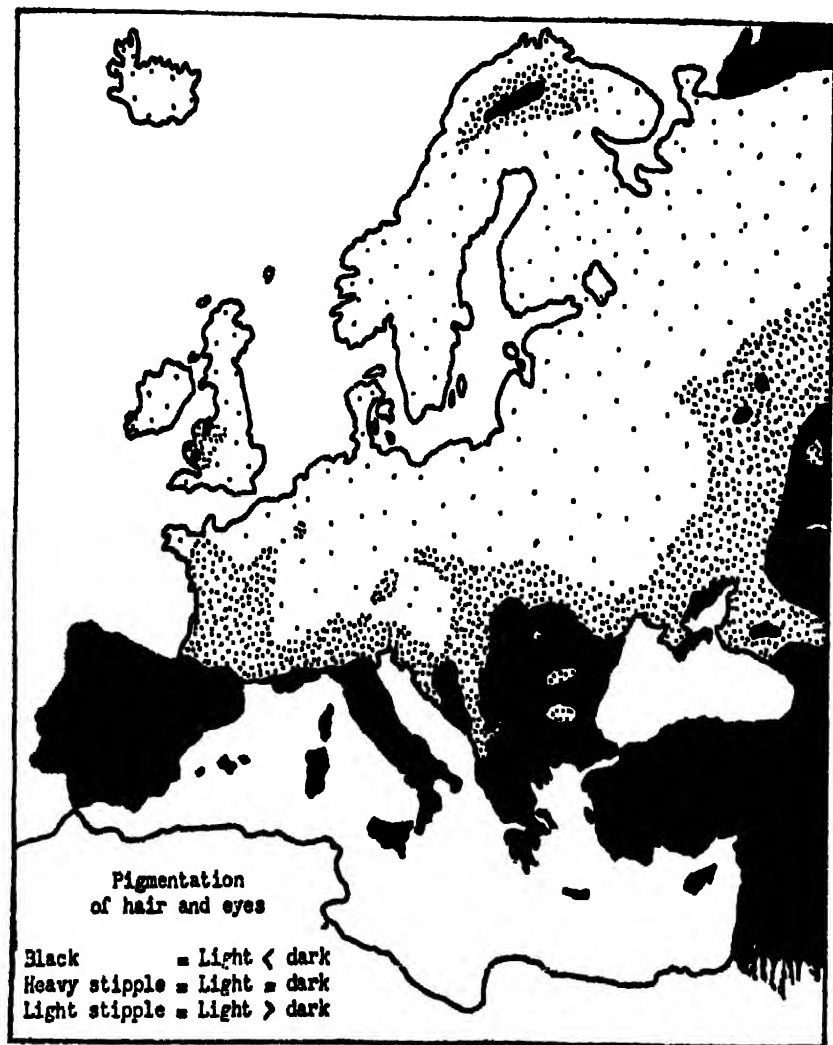 Pigmentation
of hair and eyes
Black = Light < dark
Heavy stipple = Light = dark
Light stipple = Light > dark